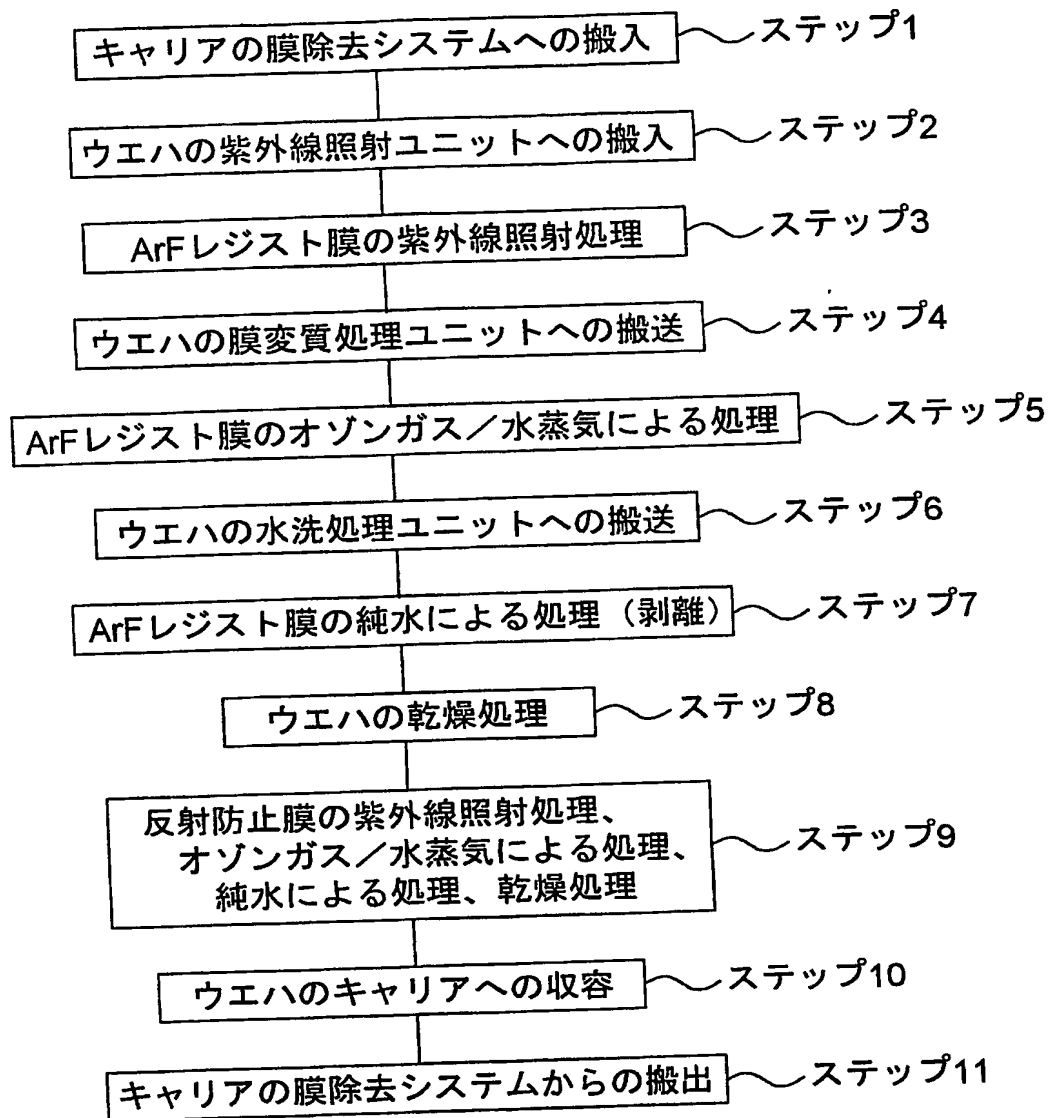 キャリアの膜除去システムへの搬入 ステップ1
ウエハの紫外線照射ユニットへの搬入 ステップ2
ArFレジスト膜の紫外線照射処理 ステップ3
ウエハの膜変質処理ユニットへの搬送 ステップ4
ArFレジスト膜のオゾンガス／水蒸気による処理 ステップ5
ウエハの水洗処理ユニットへの搬送 ステップ6
ArFレジスト膜の純水による処理（剥離） ステップ7
ウエハの乾燥処理 ステップ8
反射防止膜の紫外線照射処理、
オゾンガス／水蒸気による処理、 ステップ9
純水による処理、乾燥処理
ウエハのキャリアへの収容 ステップ10
キャリアの膜除去システムからの搬出 ステップ11